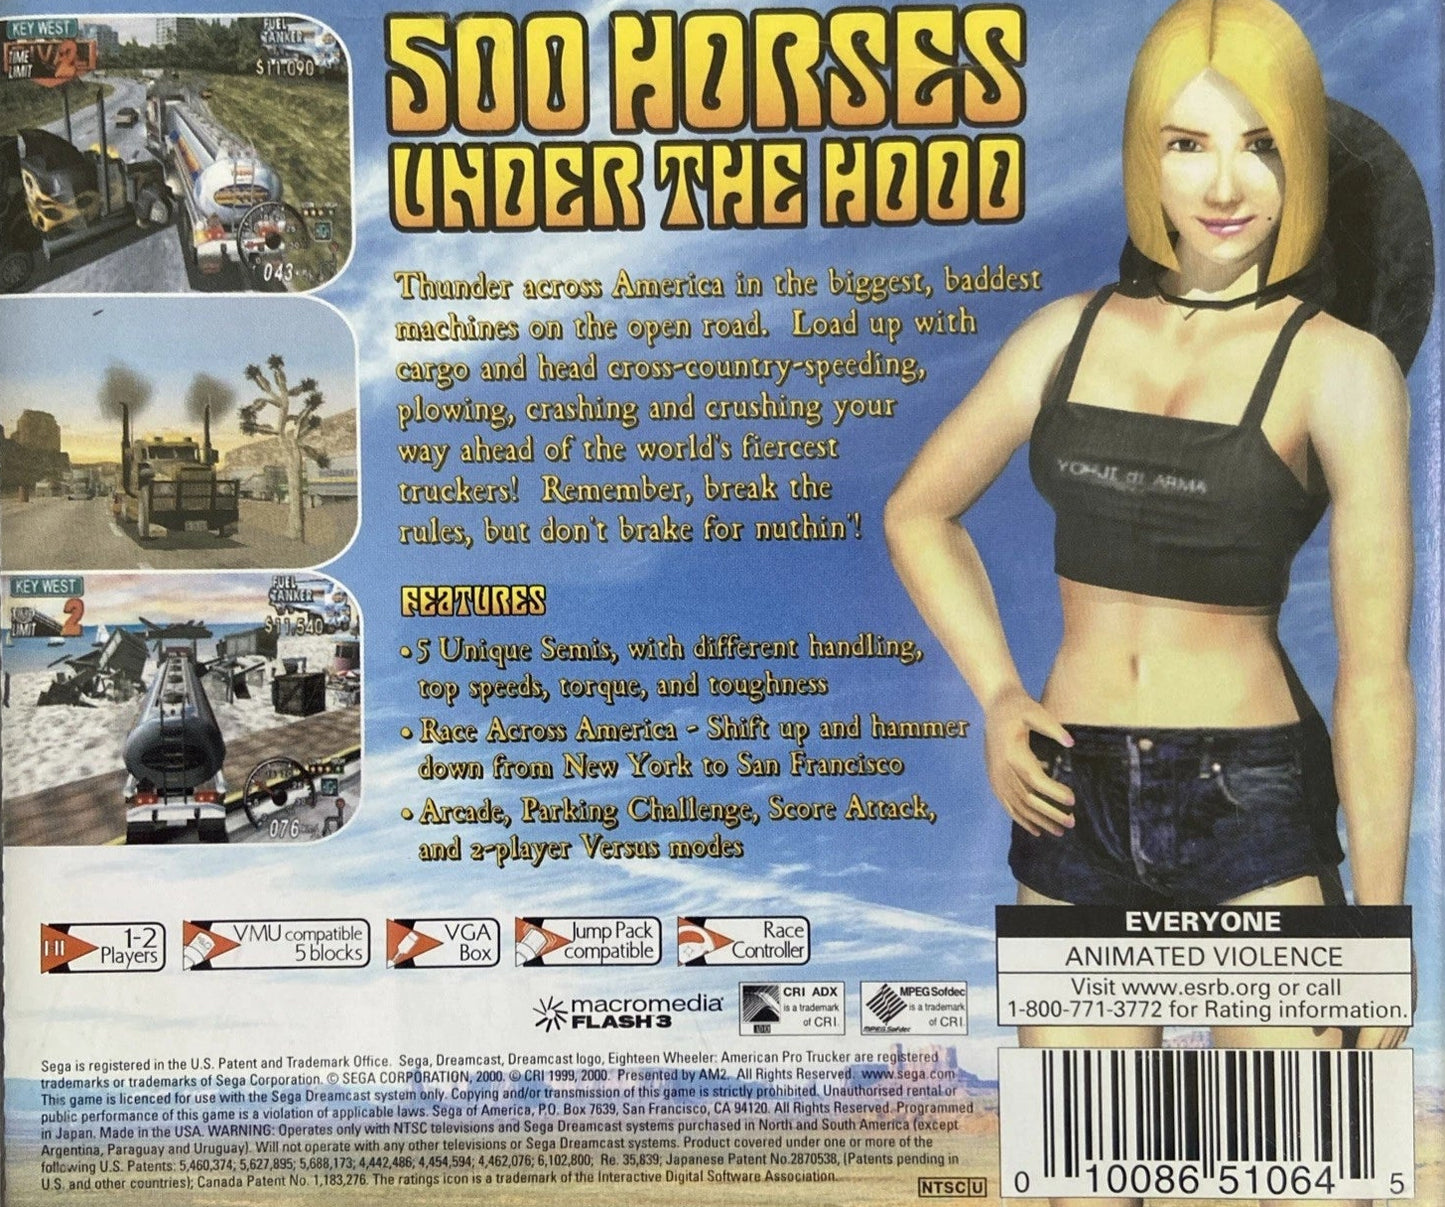 KEY WEST
TIME LIMIT 2
FUEL TANKER
$11.090
043
500 HORSES
UNDER THE HOOD
Thunder across America in the biggest, baddest
machines on the open road. Load up with
cargo and head cross-country-speeding,
plowing, crashing and crushing your
way ahead of the world's fiercest
truckers! Remember, break the
rules, but don't brake for nuthin'!
KEY WEST
LIMIT 2
FUEL TANKER
$11,540
076
FEATURES
• 5 Unique Semis, with different handling,
top speeds, torque, and toughness
• Race Across America - Shift up and hammer
down from New York to San Francisco
• Arcade, Parking Challenge, Score Attack,
and 2-player Versus modes
YOHJI di ARMA
1-2
Players
VMU compatible
5 blocks
VGA
Box
Jump Pack
compatible
Race
Controller
macromedia
FLASH 3
CRI ADX
is a trademark
of CRI.
MPEG Sofdec
is a trademark
of CRI.
EVERYONE
ANIMATED VIOLENCE
Visit www.esrb.org or call
1-800-771-3772 for Rating information.
Sega is registered in the U.S. Patent and Trademark Office. Sega, Dreamcast, Dreamcast logo, Eighteen Wheeler: American Pro Trucker are registered
trademarks or trademarks of Sega Corporation. © SEGA CORPORATION, 2000. © CRI 1999, 2000. Presented by AM2. All Rights Reserved. www.sega.com
This game is licenced for use with the Sega Dreamcast system only. Copying and/or transmission of this game is strictly prohibited. Unauthorised rental or
public performance of this game is a violation of applicable laws. Sega of America, P.O. Box 7639, San Francisco, CA 94120. All Rights Reserved. Programmed
in Japan. Made in the USA. WARNING: Operates only with NTSC televisions and Sega Dreamcast systems purchased in North and South America (except
Argentina, Paraguay and Uruguay). Will not operate with any other televisions or Sega Dreamcast systems. Product covered under one or more of the
following U.S. Patents: 5,460,374; 5,627,895; 5,688,173; 4,442,486; 4,454,594; 4,462,076; 6,102,800; Re. 35,839; Japanese Patent No.2870538, (Patents pending in
U.S. and other countries); Canada Patent No. 1,183,276. The ratings icon is a trademark of the Interactive Digital Software Association.
NTSC U
0 10086 51064 5